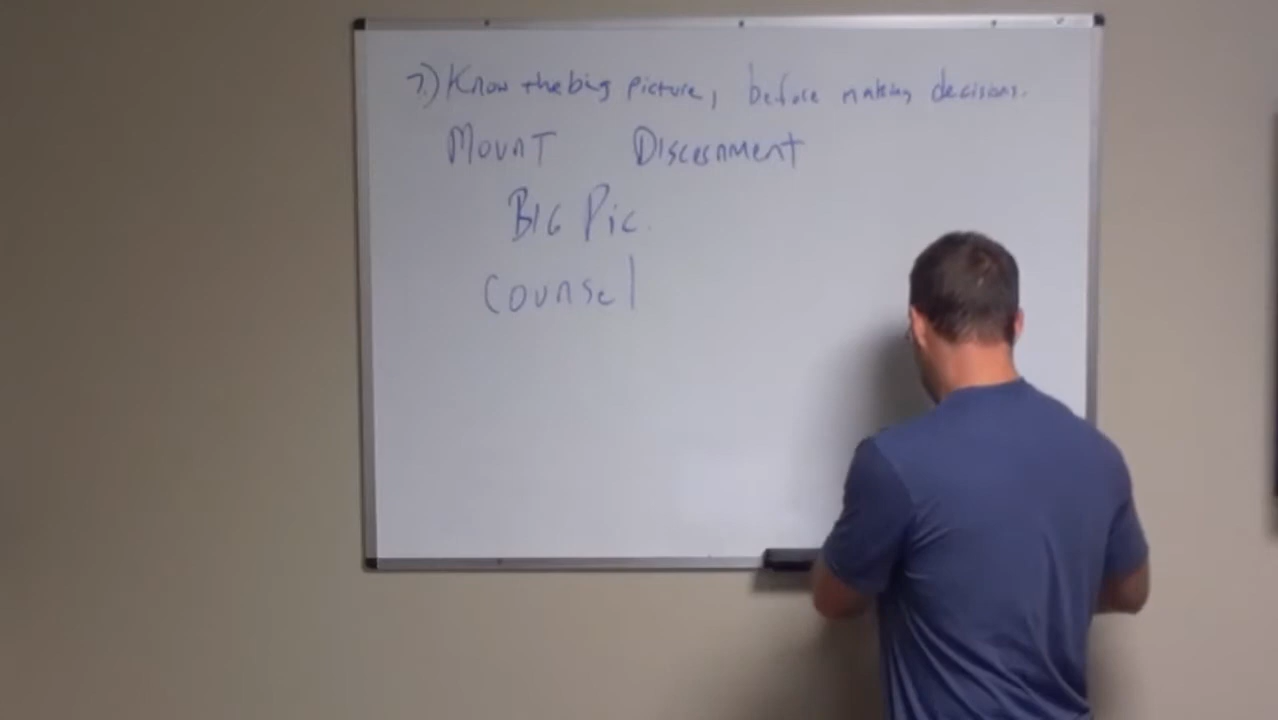 7.) Know the big picture, before making decisions.
Mount Discernment
BIG Pic.
Counsel